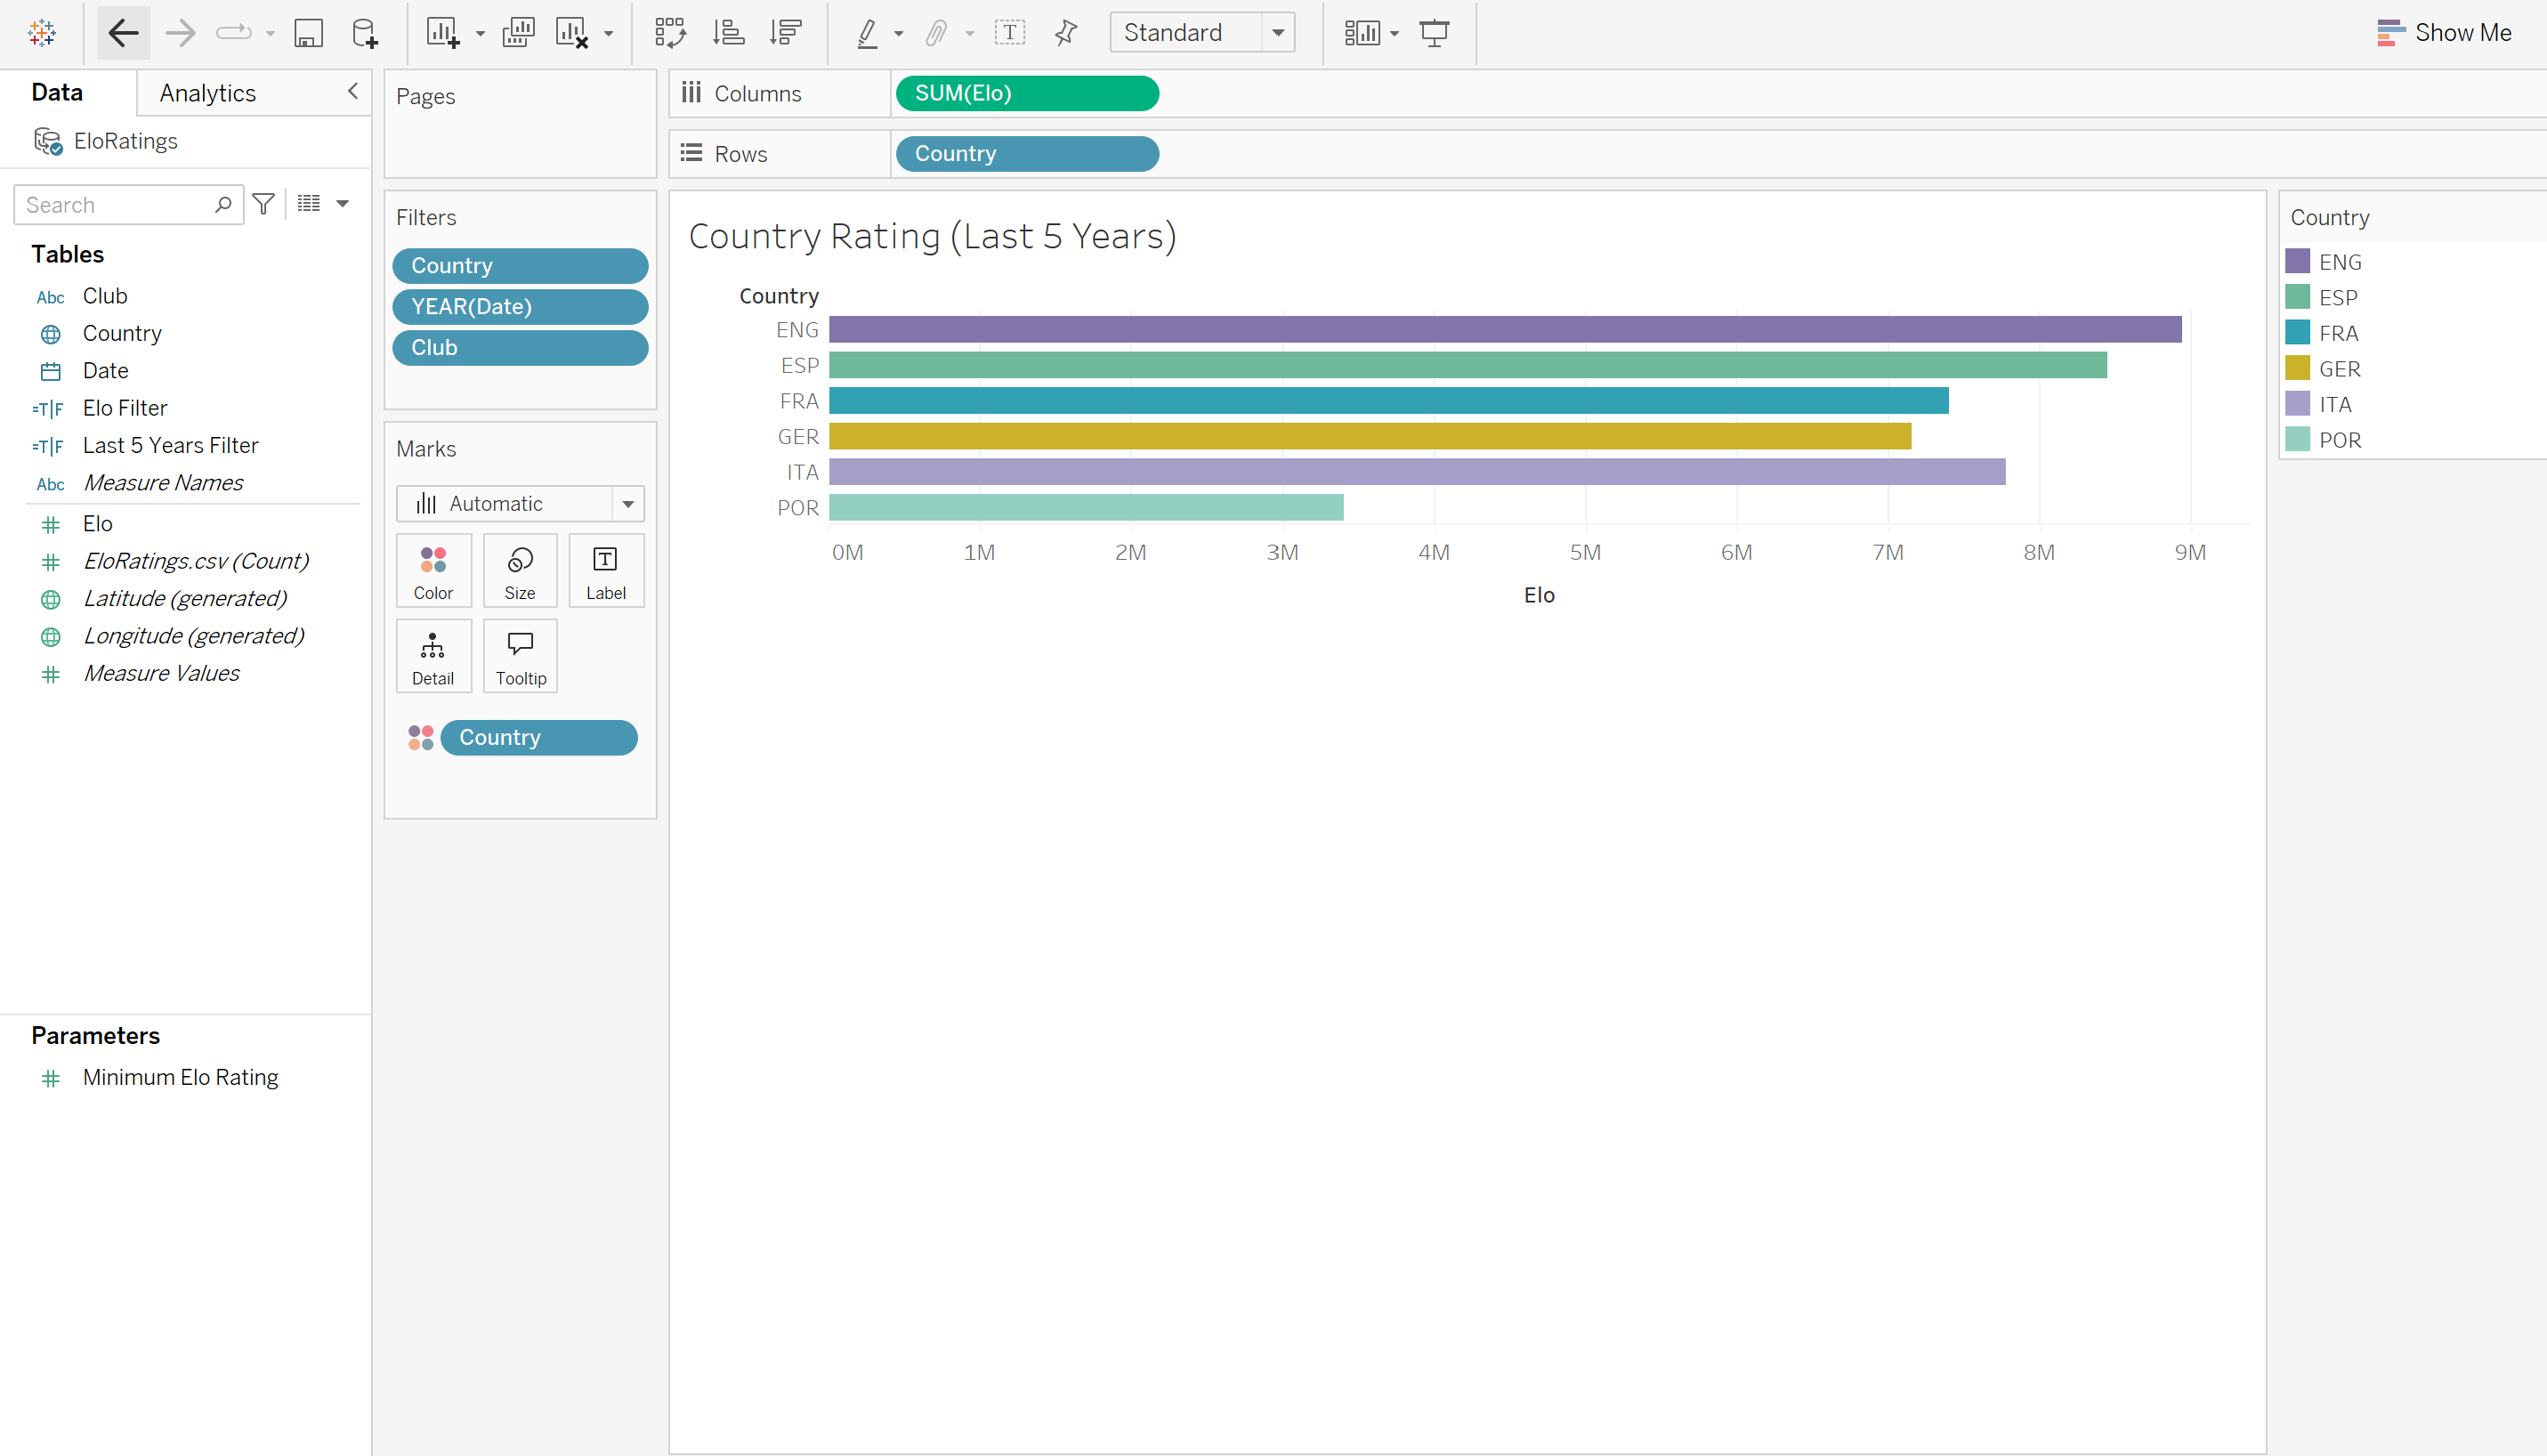 Standard
Show Me
Data
Analytics
EloRatings
Search
Tables
Abc Club
Country
Date
=T|F Elo Filter
=T|F Last 5 Years Filter
Abc Measure Names
Elo
EloRatings.csv (Count)
Latitude (generated)
Longitude (generated)
Measure Values
Parameters
Minimum Elo Rating
Pages
Filters
Country
YEAR(Date)
Club
Marks
Automatic
Color Size Label
Detail Tooltip
Country
Columns SUM(Elo)
Rows Country
Country Rating (Last 5 Years)
Country
ENG
ESP
FRA
GER
ITA
POR
0M 1M 2M 3M 4M 5M 6M 7M 8M 9M
Elo
Country
ENG
ESP
FRA
GER
ITA
POR